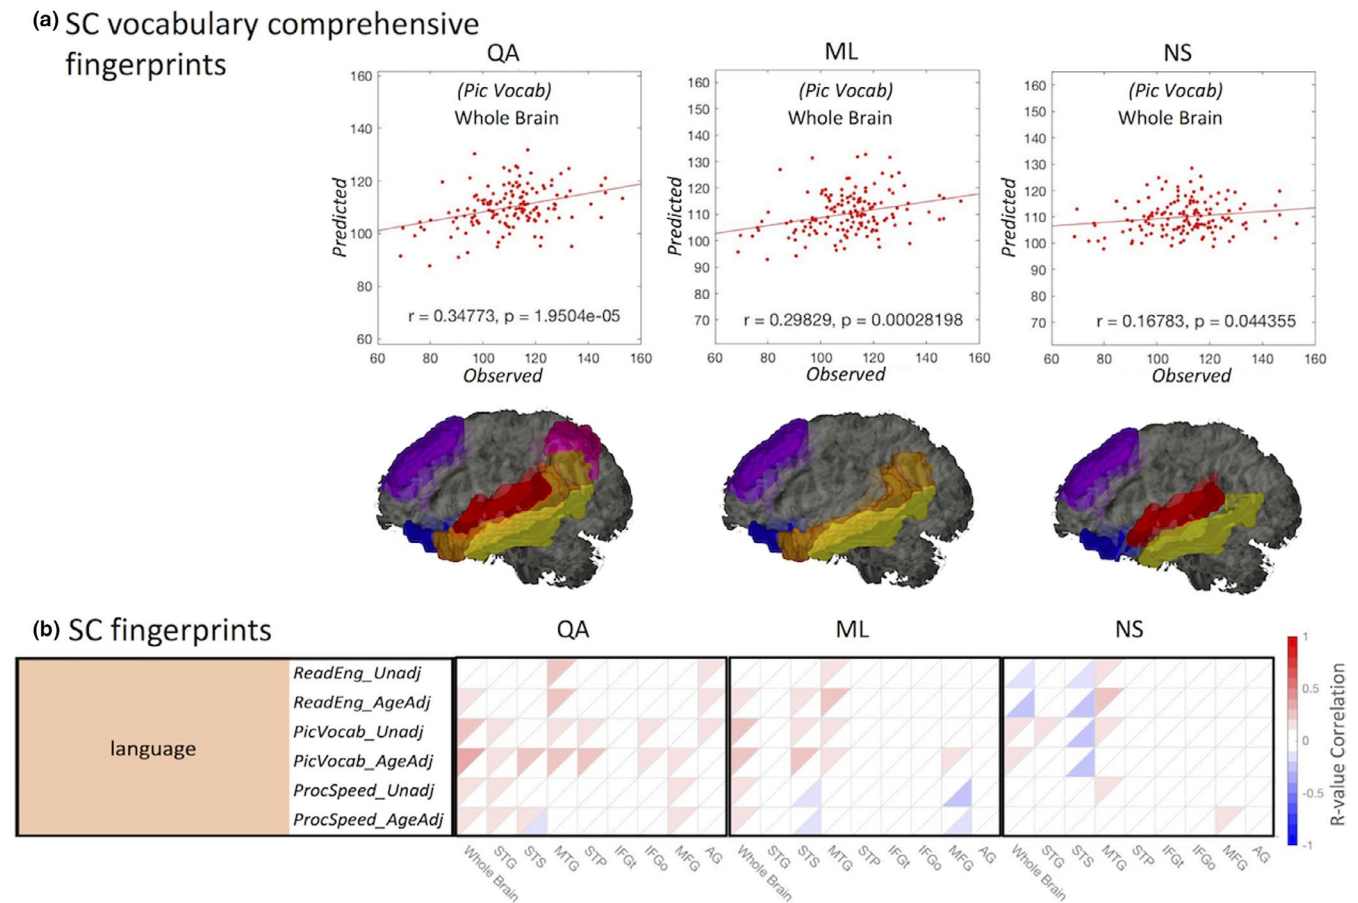 (a) SC vocabulary comprehensive
fingerprints
QA
ML
NS
160
140
120
100
80
60
Predicted
(Pic Vocab)
Whole Brain
r = 0.34773, p = 1.9504e-05
60 80 100 120 140 160
Observed
160
150
140
130
120
110
100
90
80
70
Predicted
(Pic Vocab)
Whole Brain
r = 0.29829, p = 0.00028198
60 80 100 120 140 160
Observed
160
150
140
130
120
110
100
90
80
70
Predicted
(Pic Vocab)
Whole Brain
r = 0.16783, p = 0.044355
60 80 100 120 140 160
Observed
(b) SC fingerprints
QA
ML
NS
language
ReadEng_Unadj
ReadEng_AgeAdj
PicVocab_Unadj
PicVocab_AgeAdj
ProcSpeed_Unadj
ProcSpeed_AgeAdj
Whole Brain STG STS MTG STP IFGt IFGo MFG AG
Whole Brain STG STS MTG STP IFGt IFGo MFG AG
Whole Brain STG STS MTG STP IFGt IFGo MFG AG
1
0.5
0
-0.5
-1
R-value Correlation